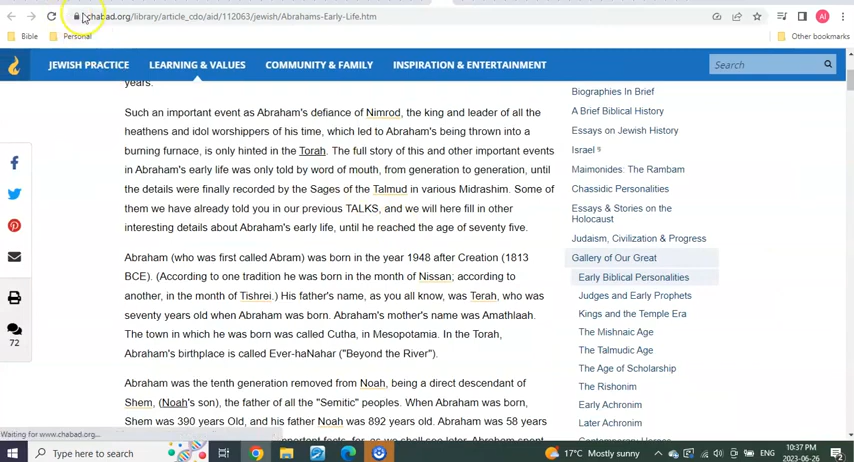 chabad.org/library/article_cdo/aid/112063/jewish/Abrahams-Early-Life.htm
AI
Bible
Personal
Other bookmarks
JEWISH PRACTICE
LEARNING & VALUES
COMMUNITY & FAMILY
INSPIRATION & ENTERTAINMENT
Search
years.
Such an important event as Abraham's defiance of Nimrod, the king and leader of all the
heathens and idol worshippers of his time, which led to Abraham's being thrown into a
burning furnace, is only hinted in the Torah. The full story of this and other important events
in Abraham's early life was only told by word of mouth, from generation to generation, until
the details were finally recorded by the Sages of the Talmud in various Midrashim. Some of
them we have already told you in our previous TALKS, and we will here fill in other
interesting details about Abraham's early life, until he reached the age of seventy five.
Abraham (who was first called Abram) was born in the year 1948 after Creation (1813
BCE). (According to one tradition he was born in the month of Nissan; according to
another, in the month of Tishrei.) His father's name, as you all know, was Terah, who was
seventy years old when Abraham was born. Abraham's mother's name was Amathlaah.
The town in which he was born was called Cutha, in Mesopotamia. In the Torah,
Abraham's birthplace is called Ever-haNahar ("Beyond the River").
Abraham was the tenth generation removed from Noah, being a direct descendant of
Shem, (Noah's son), the father of all the "Semitic" peoples. When Abraham was born,
Shem was 390 years Old, and his father Noah was 892 years old. Abraham was 58 years
important facts, for, as we shall see later, Abraham spent
Biographies In Brief
A Brief Biblical History
Essays on Jewish History
Israel
Maimonides: The Rambam
Chassidic Personalities
Essays & Stories on the
Holocaust
Judaism, Civilization & Progress
Gallery of Our Great
Early Biblical Personalities
Judges and Early Prophets
Kings and the Temple Era
The Mishnaic Age
The Talmudic Age
The Age of Scholarship
The Rishonim
Early Achronim
Later Achronim
Contemporary Heroes
72
Waiting for www.chabad.org...
Type here to search
17°C Mostly sunny
ENG
10:37 PM
2023-06-26
2